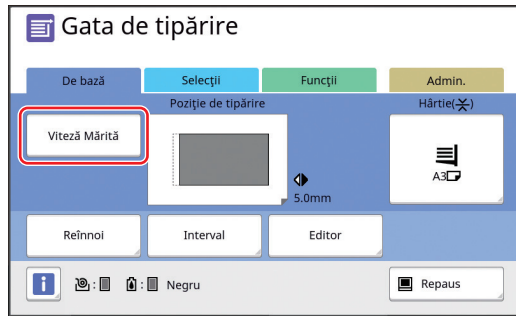 Gata de tipărire
De bază
Selecţii
Funcţii
Admin.
Poziţie de tipărire
Hârtie(⚹)
Viteză Mărită
5.0mm
A3
Reînnoi
Interval
Editor
i
:
:
Negru
Repaus